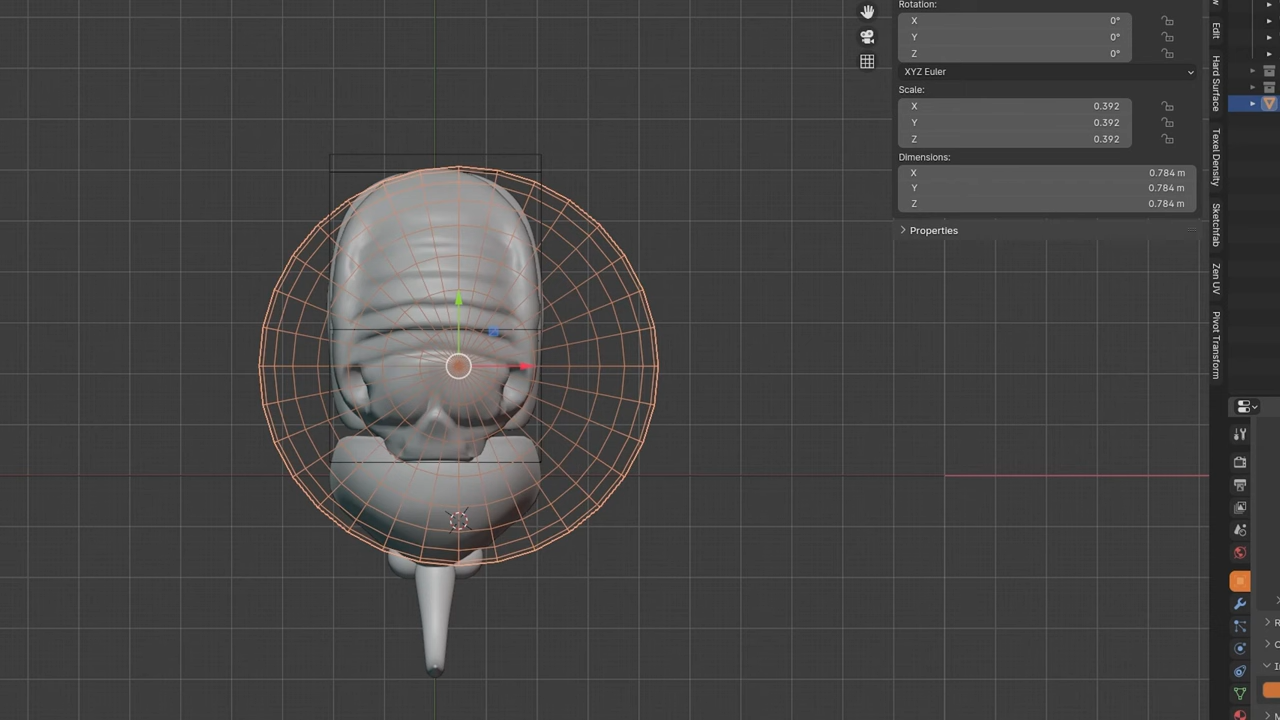 Rotation:
X 0°
Y 0°
Z 0°
XYZ Euler
Scale:
X 0.392
Y 0.392
Z 0.392
Dimensions:
X 0.784 m
Y 0.784 m
Z 0.784 m
Properties
Edit
Hard Surface
Texel Density
Sketchfab
Zen UV
Pivot Transform